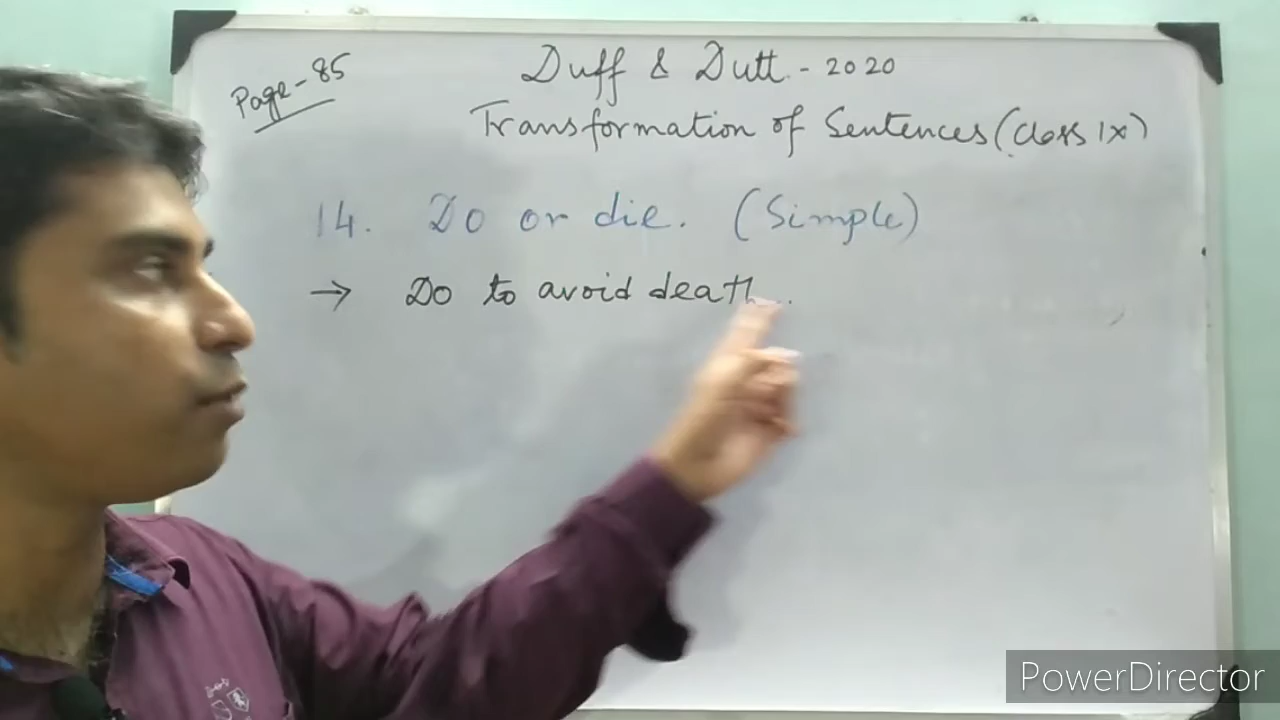 Page-85
Duff & Dutt - 2020
Transformation of Sentences (Class IX)
14. Do or die. (Simple)
→ Do to avoid death.
PowerDirector